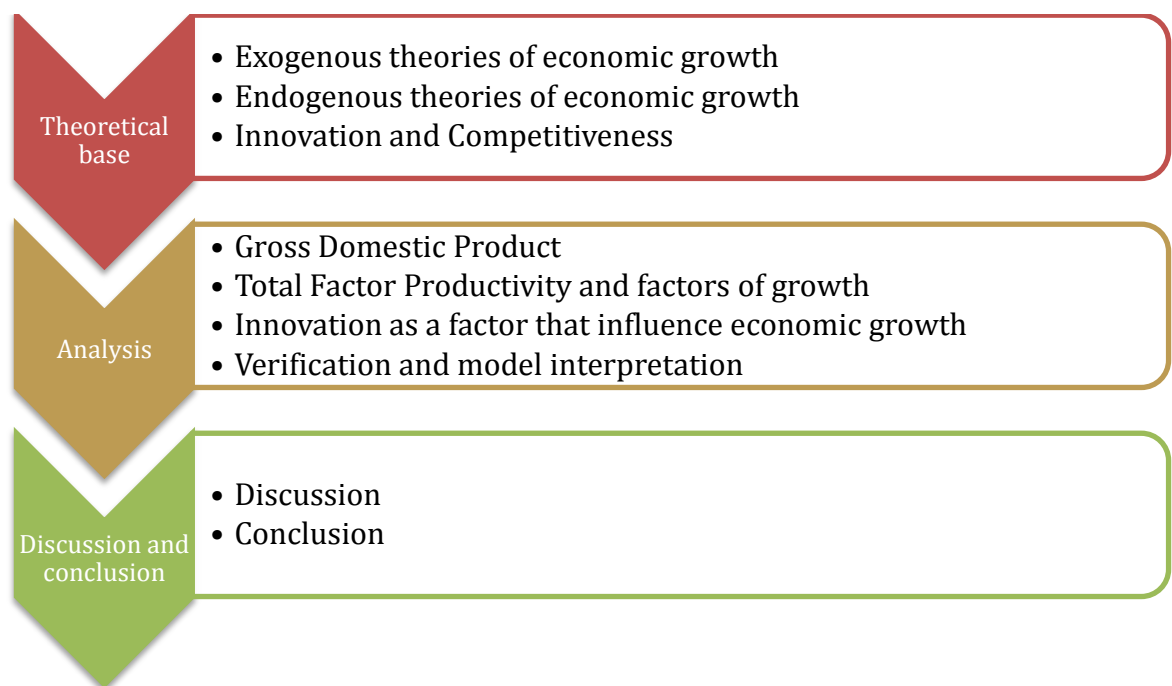 Theoretical
base
• Exogenous theories of economic growth
• Endogenous theories of economic growth
• Innovation and Competitiveness
Analysis
• Gross Domestic Product
• Total Factor Productivity and factors of growth
• Innovation as a factor that influence economic growth
• Verification and model interpretation
Discussion and
conclusion
• Discussion
• Conclusion